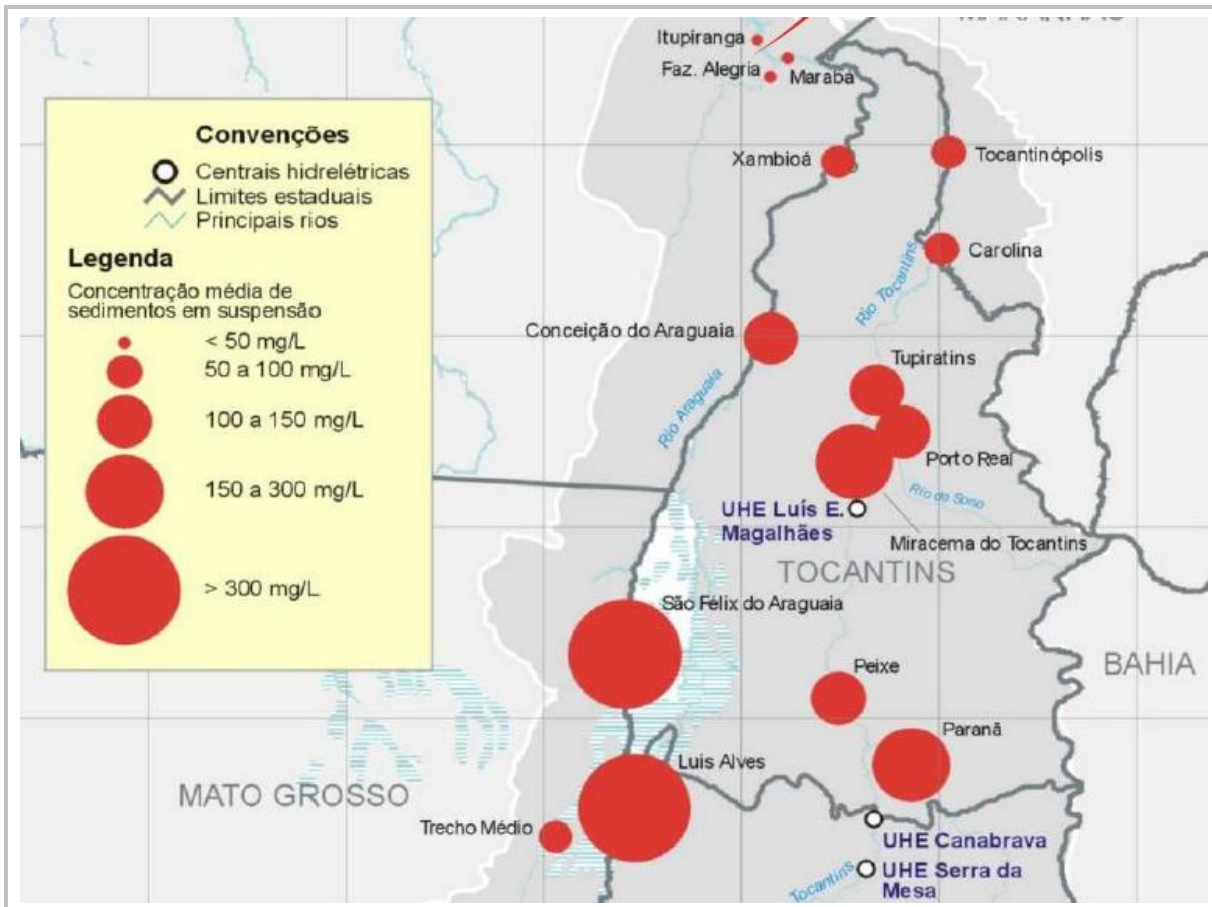 Itupiranga
Faz. Alegria
Marabá
Convenções
Centrais hidrelétricas
Limites estaduais
Principais rios
Legenda
Concentração média de
sedimentos em suspensão
< 50 mg/L
50 a 100 mg/L
100 a 150 mg/L
150 a 300 mg/L
> 300 mg/L
Xambioá
Tocantinópolis
Carolina
Rio Tocantins
Conceição do Araguaia
Tupiratins
Rio Araguaia
Porto Real
Rio do Sono
UHE Luís E.
Magalhães
Miracema do Tocantins
TOCANTINS
São Félix do Araguaia
Peixe
BAHIA
Paranã
Luis Alves
MATO GROSSO
Trecho Médio
UHE Canabrava
UHE Serra da
Mesa
Tocantins